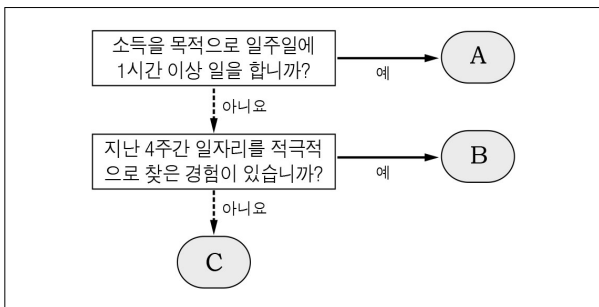 소득을 목적으로 일주일에
1시간 이상 일을 합니까?
예
A
아니요
지난 4주간 일자리를 적극적
으로 찾은 경험이 있습니까?
예
B
아니요
C